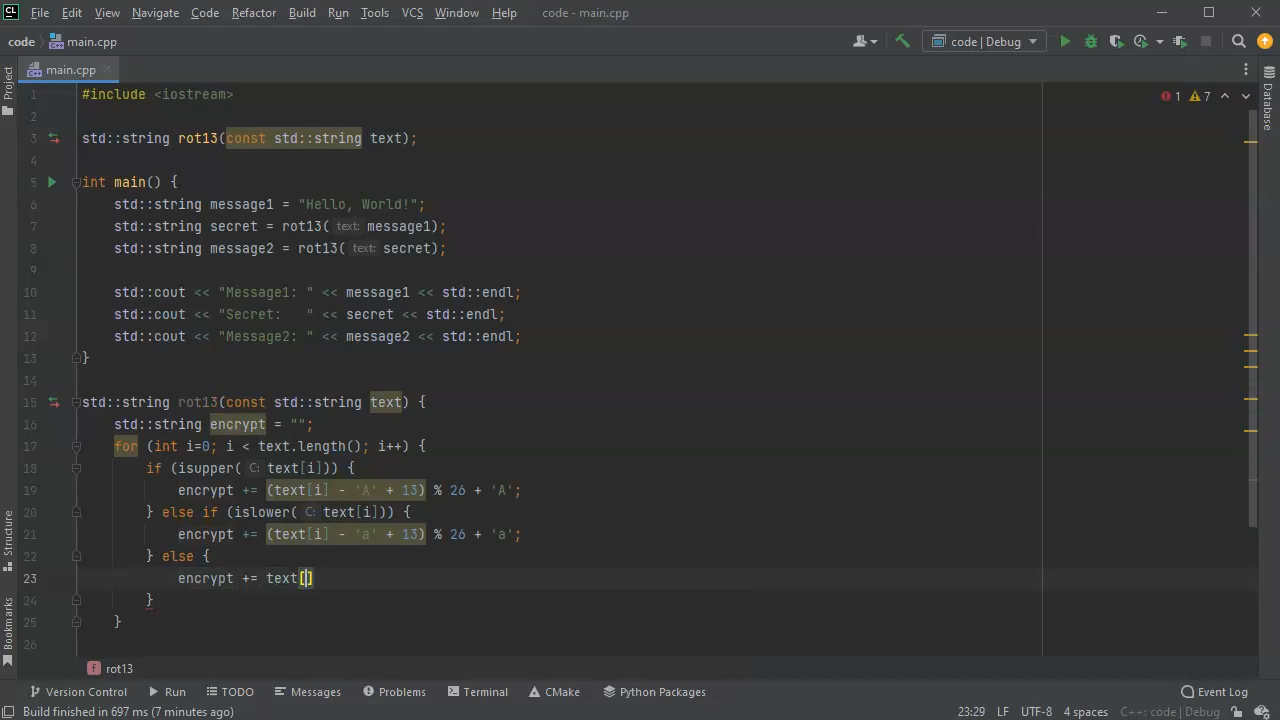 File Edit View Navigate Code Refactor Build Run Tools VCS Window Help code - main.cpp
code main.cpp code | Debug
main.cpp
Project
Database
Structure
Bookmarks
1 7
1 #include <iostream>
2
3 std::string rot13(const std::string text);
4
5 int main() {
6 std::string message1 = "Hello, World!";
7 std::string secret = rot13( text: message1);
8 std::string message2 = rot13( text: secret);
9
10 std::cout << "Message1: " << message1 << std::endl;
11 std::cout << "Secret:   " << secret << std::endl;
12 std::cout << "Message2: " << message2 << std::endl;
13 }
14
15 std::string rot13(const std::string text) {
16 std::string encrypt = "";
17 for (int i=0; i < text.length(); i++) {
18 if (isupper( C: text[i])) {
19 encrypt += (text[i] - 'A' + 13) % 26 + 'A';
20 } else if (islower( C: text[i])) {
21 encrypt += (text[i] - 'a' + 13) % 26 + 'a';
22 } else {
23 encrypt += text[]
24 }
25 }
26
f rot13
Version Control Run TODO Messages Problems Terminal CMake Python Packages Event Log
Build finished in 697 ms (7 minutes ago) 23:29 LF UTF-8 4 spaces C++: code | Debug